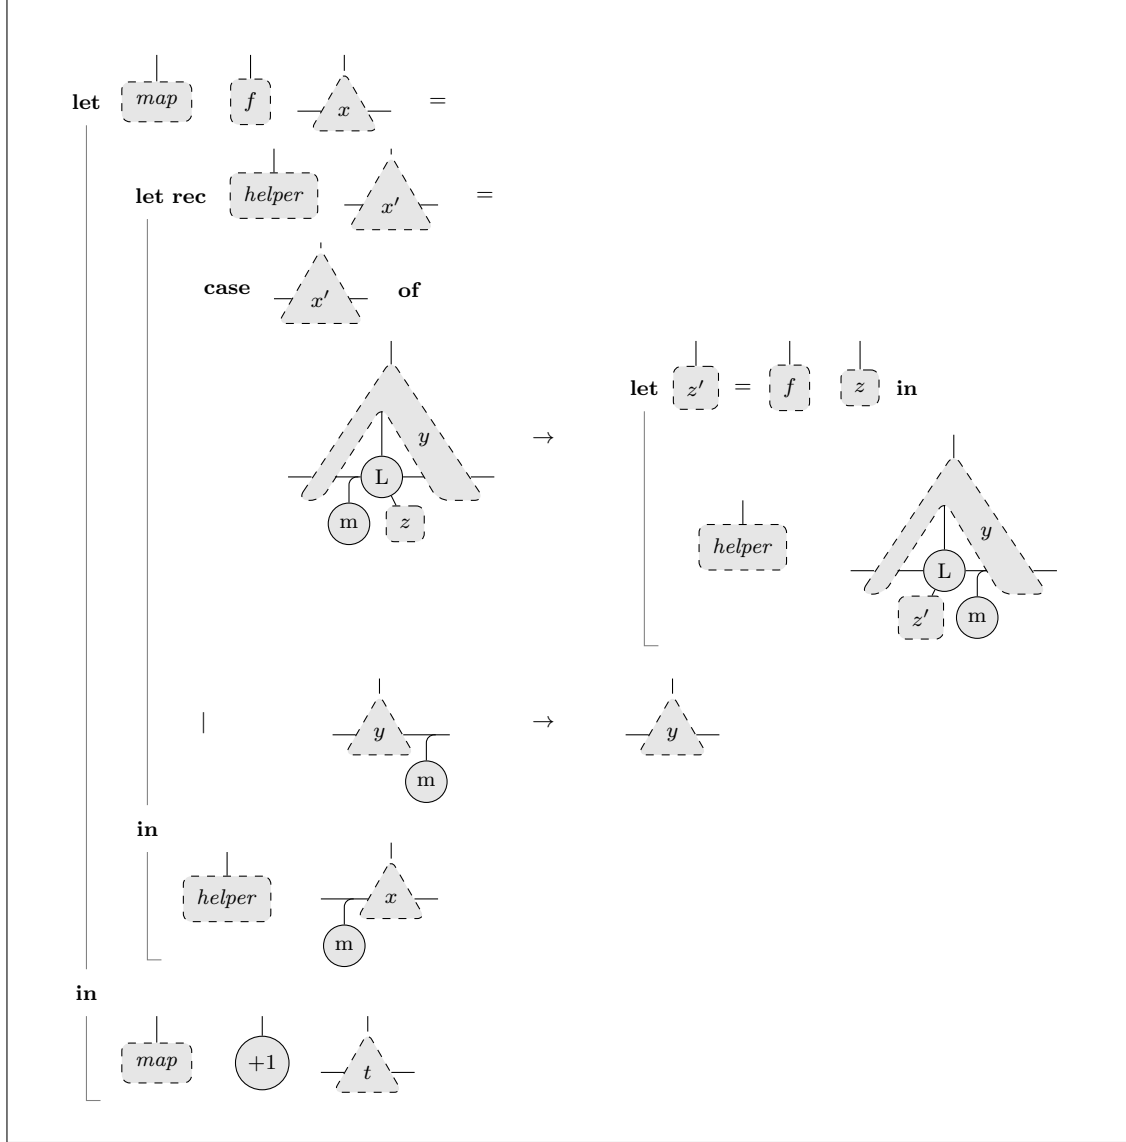 let map f x =
let rec helper x′ =
case x′ of
let z′ = f z in
y →
L
m z
helper y
L
z′ m
| y → y
m
in
helper x
m
in
map +1 t